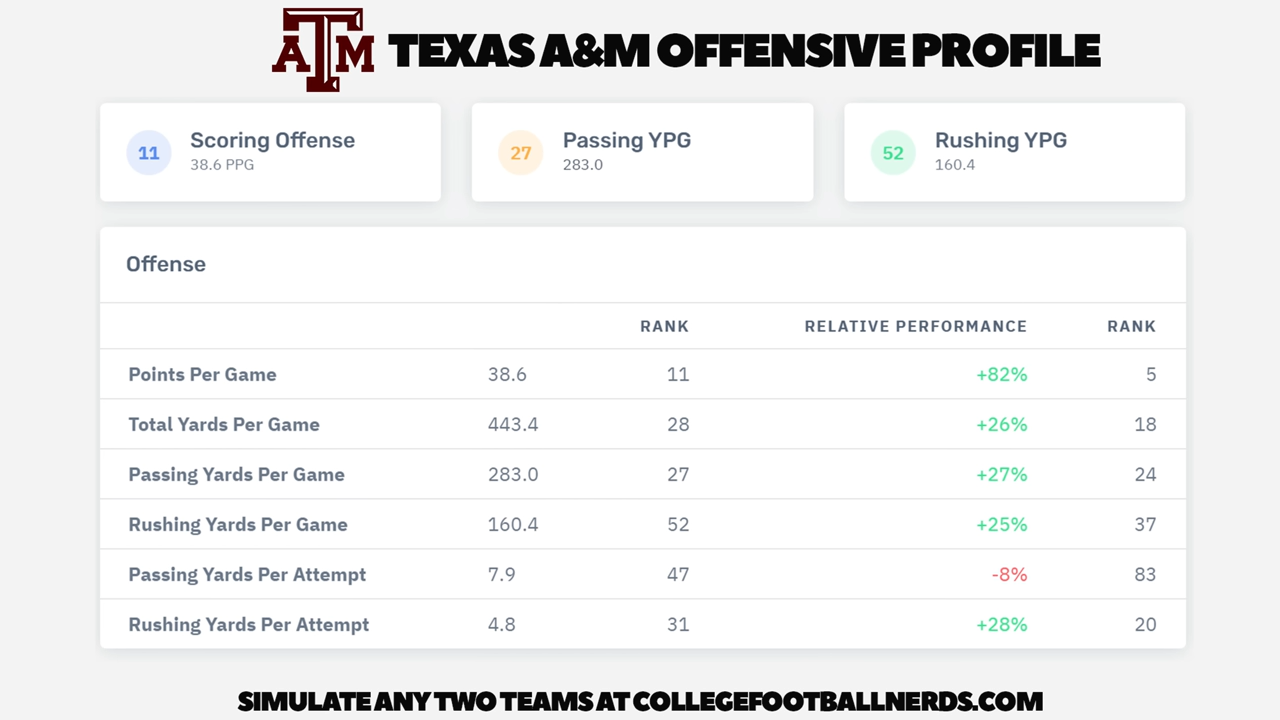 ATM TEXAS A&M OFFENSIVE PROFILE
11 Scoring Offense 38.6 PPG
27 Passing YPG 283.0
52 Rushing YPG 160.4
Offense
RANK RELATIVE PERFORMANCE RANK
Points Per Game 38.6 11 +82% 5
Total Yards Per Game 443.4 28 +26% 18
Passing Yards Per Game 283.0 27 +27% 24
Rushing Yards Per Game 160.4 52 +25% 37
Passing Yards Per Attempt 7.9 47 -8% 83
Rushing Yards Per Attempt 4.8 31 +28% 20
SIMULATE ANY TWO TEAMS AT COLLEGEFOOTBALLNERDS.COM